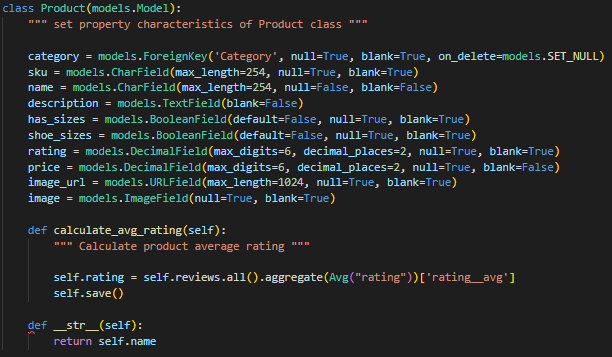 class Product(models.Model):
    """ set property characteristics of Product class """
    category = models.ForeignKey('Category', null=True, blank=True, on_delete=models.SET_NULL)
    sku = models.CharField(max_length=254, null=True, blank=True)
    name = models.CharField(max_length=254, null=False, blank=False)
    description = models.TextField(blank=False)
    has_sizes = models.BooleanField(default=False, null=True, blank=True)
    shoe_sizes = models.BooleanField(default=False, null=True, blank=True)
    rating = models.DecimalField(max_digits=6, decimal_places=2, null=True, blank=True)
    price = models.DecimalField(max_digits=6, decimal_places=2, null=True, blank=False)
    image_url = models.URLField(max_length=1024, null=True, blank=True)
    image = models.ImageField(null=True, blank=True)
    def calculate_avg_rating(self):
        """ Calculate product average rating """
        self.rating = self.reviews.all().aggregate(Avg("rating"))['rating__avg']
        self.save()
    def __str__(self):
        return self.name